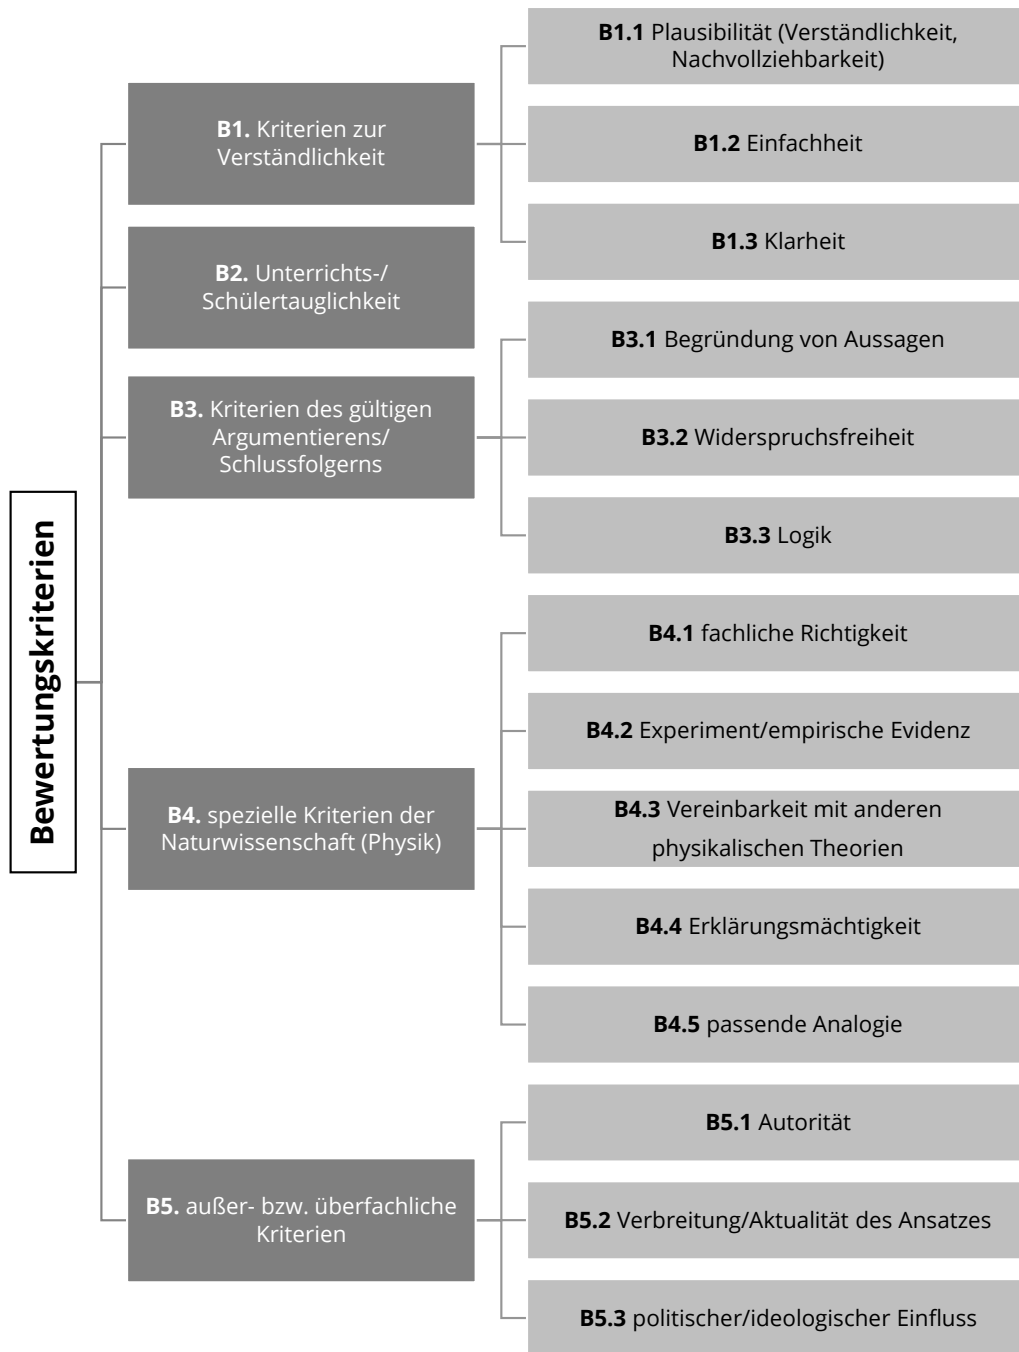 Bewertungskriterien
B1. Kriterien zur
Verständlichkeit
B1.1 Plausibilität (Verständlichkeit,
Nachvollziehbarkeit)
B1.2 Einfachheit
B1.3 Klarheit
B2. Unterrichts-/
Schülertauglichkeit
B3. Kriterien des gültigen
Argumentierens/
Schlussfolgerns
B3.1 Begründung von Aussagen
B3.2 Widerspruchsfreiheit
B3.3 Logik
B4. spezielle Kriterien der
Naturwissenschaft (Physik)
B4.1 fachliche Richtigkeit
B4.2 Experiment/empirische Evidenz
B4.3 Vereinbarkeit mit anderen
physikalischen Theorien
B4.4 Erklärungsmächtigkeit
B4.5 passende Analogie
B5. außer- bzw. überfachliche
Kriterien
B5.1 Autorität
B5.2 Verbreitung/Aktualität des Ansatzes
B5.3 politischer/ideologischer Einfluss